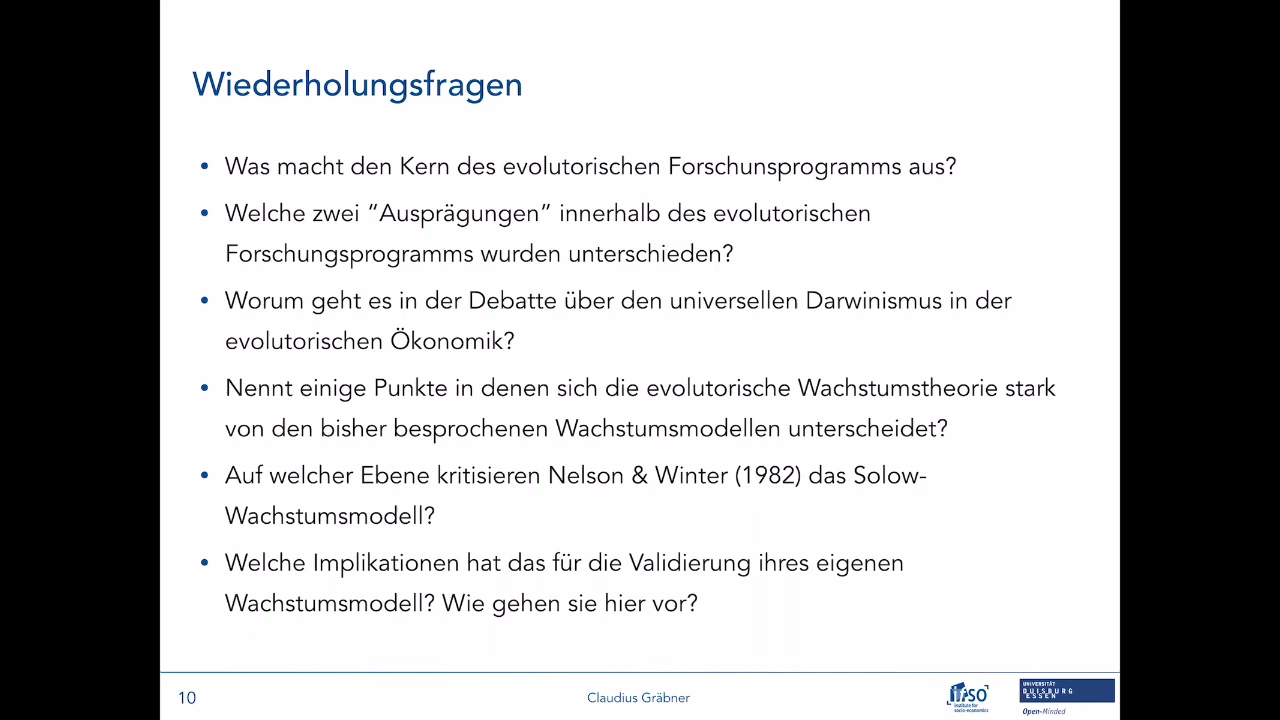 Wiederholungsfragen
• Was macht den Kern des evolutorischen Forschunsprogramms aus?
• Welche zwei “Ausprägungen” innerhalb des evolutorischen
Forschungsprogramms wurden unterschieden?
• Worum geht es in der Debatte über den universellen Darwinismus in der
evolutorischen Ökonomik?
• Nennt einige Punkte in denen sich die evolutorische Wachstumstheorie stark
von den bisher besprochenen Wachstumsmodellen unterscheidet?
• Auf welcher Ebene kritisieren Nelson & Winter (1982) das Solow-
Wachstumsmodell?
• Welche Implikationen hat das für die Validierung ihres eigenen
Wachstumsmodell? Wie gehen sie hier vor?
10
Claudius Gräbner
ifso
institute for
socio-economics
UNIVERSITÄT
DUISBURG
ESSEN
Open-Minded